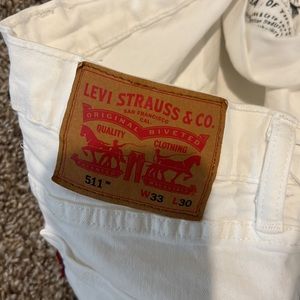 LEVI STRAUSS & CO.
SAN FRANCISCO
CAL.
ORIGINAL RIVETED
QUALITY CLOTHING
511™
W33 L30